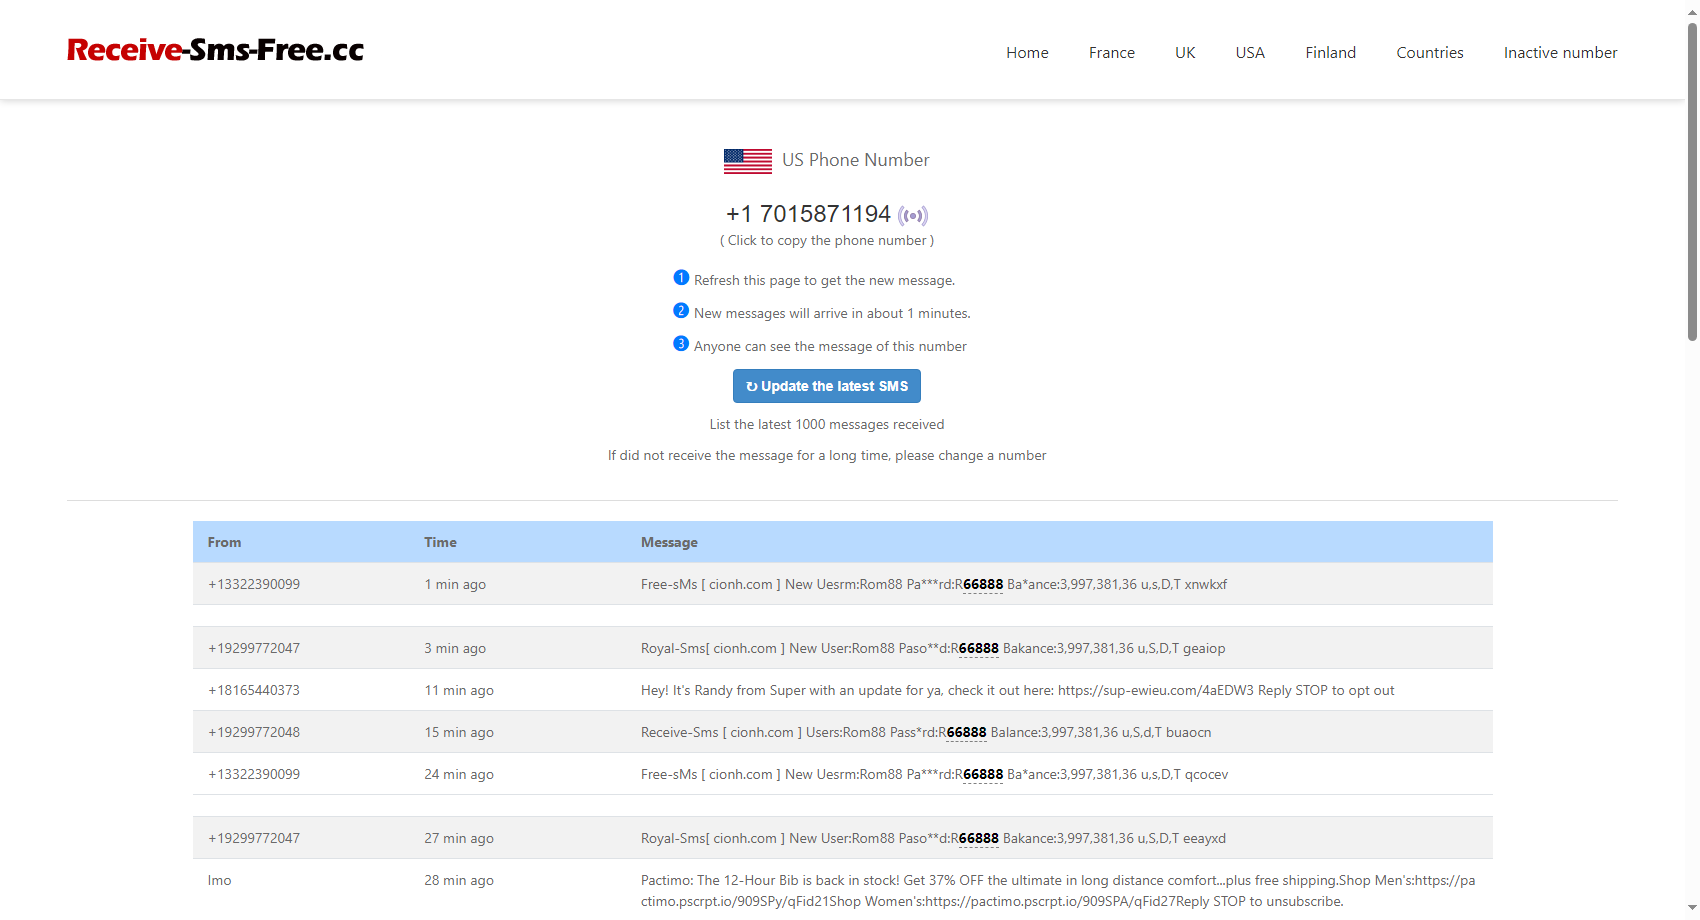 Receive-Sms-Free.cc
Home France UK USA Finland Countries Inactive number
US Phone Number
+1 7015871194
( Click to copy the phone number )
1 Refresh this page to get the new message.
2 New messages will arrive in about 1 minutes.
3 Anyone can see the message of this number
↻ Update the latest SMS
List the latest 1000 messages received
If did not receive the message for a long time, please change a number
From Time Message
+13322390099 1 min ago Free-sMs [ cionh.com ] New Uesrm:Rom88 Pa***rd:R66888 Ba*ance:3,997,381,36 u,s,D,T xnwkxf
+19299772047 3 min ago Royal-Sms[ cionh.com ] New User:Rom88 Paso**d:R66888 Bakance:3,997,381,36 u,S,D,T geaiop
+18165440373 11 min ago Hey! It's Randy from Super with an update for ya, check it out here: https://sup-ewieu.com/4aEDW3 Reply STOP to opt out
+19299772048 15 min ago Receive-Sms [ cionh.com ] Users:Rom88 Pass*rd:R66888 Balance:3,997,381,36 u,S,d,T buaocn
+13322390099 24 min ago Free-sMs [ cionh.com ] New Uesrm:Rom88 Pa***rd:R66888 Ba*ance:3,997,381,36 u,s,D,T qcocev
+19299772047 27 min ago Royal-Sms[ cionh.com ] New User:Rom88 Paso**d:R66888 Bakance:3,997,381,36 u,S,D,T eeayxd
Imo 28 min ago Pactimo: The 12-Hour Bib is back in stock! Get 37% OFF the ultimate in long distance comfort...plus free shipping.Shop Men's:https://pa
ctimo.pscrpt.io/909SPy/qFid21Shop Women's:https://pactimo.pscrpt.io/909SPA/qFid27Reply STOP to unsubscribe.